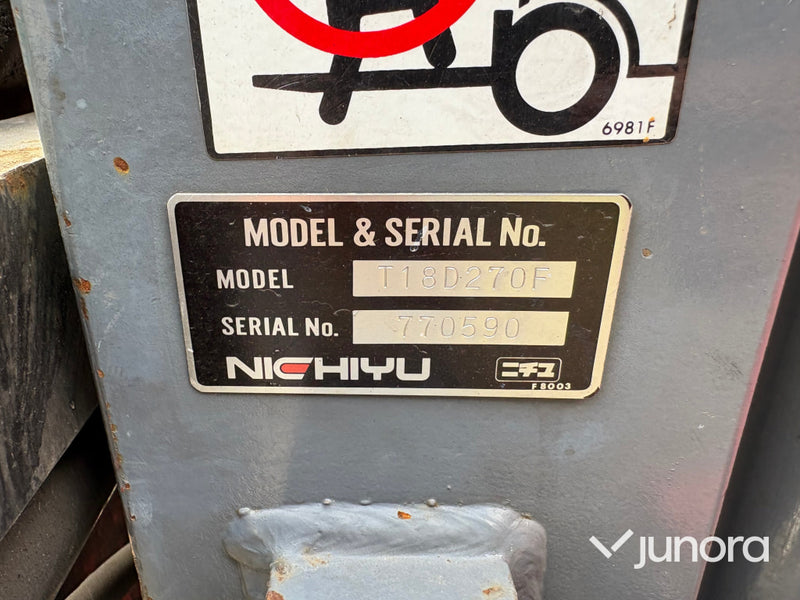 6981F
MODEL & SERIAL No.
MODEL T18D270F
SERIAL No. 770590
NICHIYU ニチユ
F8003
junora